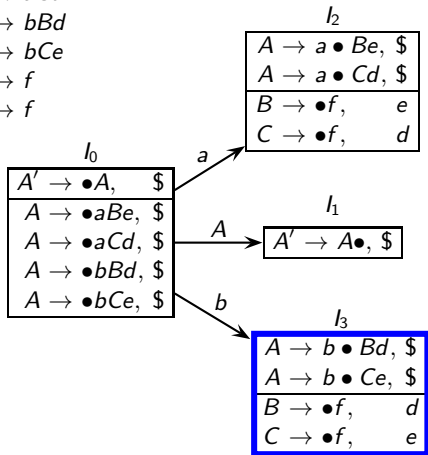 → bBd
→ bCe
→ f
→ f
I₂
A → a • Be, $
A → a • Cd, $
B → •f, e
C → •f, d
a
I₀
A′ → •A, $
A → •aBe, $
A → •aCd, $
A → •bBd, $
A → •bCe, $
A
I₁
A′ → A•, $
b
I₃
A → b • Bd, $
A → b • Ce, $
B → •f, d
C → •f, e